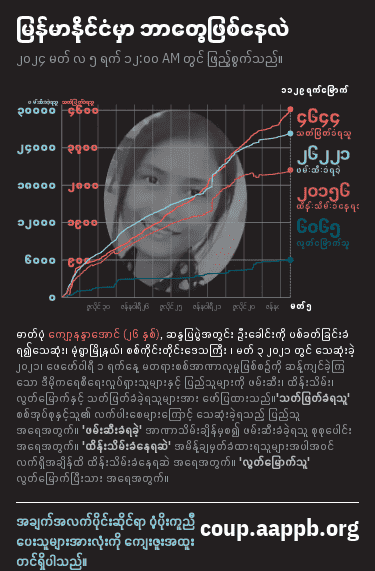 မြန်မာနိုင်ငံမှာ ဘာတွေဖြစ်နေလဲ
၂၀၂၄ မတ် လ ၅ ရက် ၁၂:၀၀ AM တွင် ဖြည့်စွက်သည်။
၁၁၂၉ ရက်မြောက်
ဖမ်းဆီးခံရသူ သတ်ဖြတ်ခံရသူ
၃၀၀၀၀ ၄၆၀၀
၂၄၀၀၀
၁၈၀၀၀
၁၂၀၀၀
၆၀၀၀
၀
၄၆၄၄
သတ်ဖြတ်ခံရသူ
၂၆၂၂၁
ဖမ်းဆီးခံရခဲ့
၂၀၁၅၆
ထိန်းသိမ်းခံနေရဆဲ
၆၀၆၅
လွတ်မြောက်သူ
မတ် ၅
ဓာတ်ပုံ ကျော့နန္ဒာအောင် (၂၆ နှစ်), ဆန္ဒပြပွဲအတွင်း ဦးခေါင်းကို ပစ်ခတ်ခြင်းခံ
ရ၍သေဆုံး၊ မုံရွာမြို့နယ်၊ စစ်ကိုင်းတိုင်းဒေသကြီး ၊ မတ် ၃ ၂၀၂၁ တွင် သေဆုံးခဲ့
၂၀၂၁၊ ဖေဖော်ဝါရီ ၁ ရက်နေ့ မတရားစစ်အာဏာလုမှုဖြစ်စဥ်ကို ဆန့်ကျင်ခဲ့ကြ
သော ဒီမိုကရေစီရေးလှုပ်ရှားသူများနှင့် ပြည်သူများကို ဖမ်းဆီး၊ ထိန်းသိမ်း၊
လွတ်မြောက်နှင့် သတ်ဖြတ်ခံခဲ့ရသူများအား ဖော်ပြထားသည်။'သတ်ဖြတ်ခံရသူ'
စစ်အုပ်စုနှင့်သူ၏ လက်ပါးစေများကြောင့် သေဆုံးခဲ့ရသည့် ပြည်သူ
အရေအတွက်။ 'ဖမ်းဆီးခံရခဲ့' အာဏာသိမ်းချိန်မှစ၍ ဖမ်းဆီးခံခဲ့ရသူ စုစုပေါင်း
အရေအတွက်။ 'ထိန်းသိမ်းခံနေရဆဲ' အမိန့်ချမှတ်ခံထားရသူများအပါအဝင်
လက်ရှိအချိန်ထိ ထိန်းသိမ်းခံနေရဆဲ အရေအတွက်။ 'လွတ်မြောက်သူ'
လွတ်မြောက်ပြီးသား အရေအတွက်။
အချက်အလက်ပိုင်းဆိုင်ရာ ပံ့ပိုးကူညီ
ပေးသူများအားလုံးကို ကျေးဇူးအထူး
တင်ရှိပါသည်။
coup.aappb.org